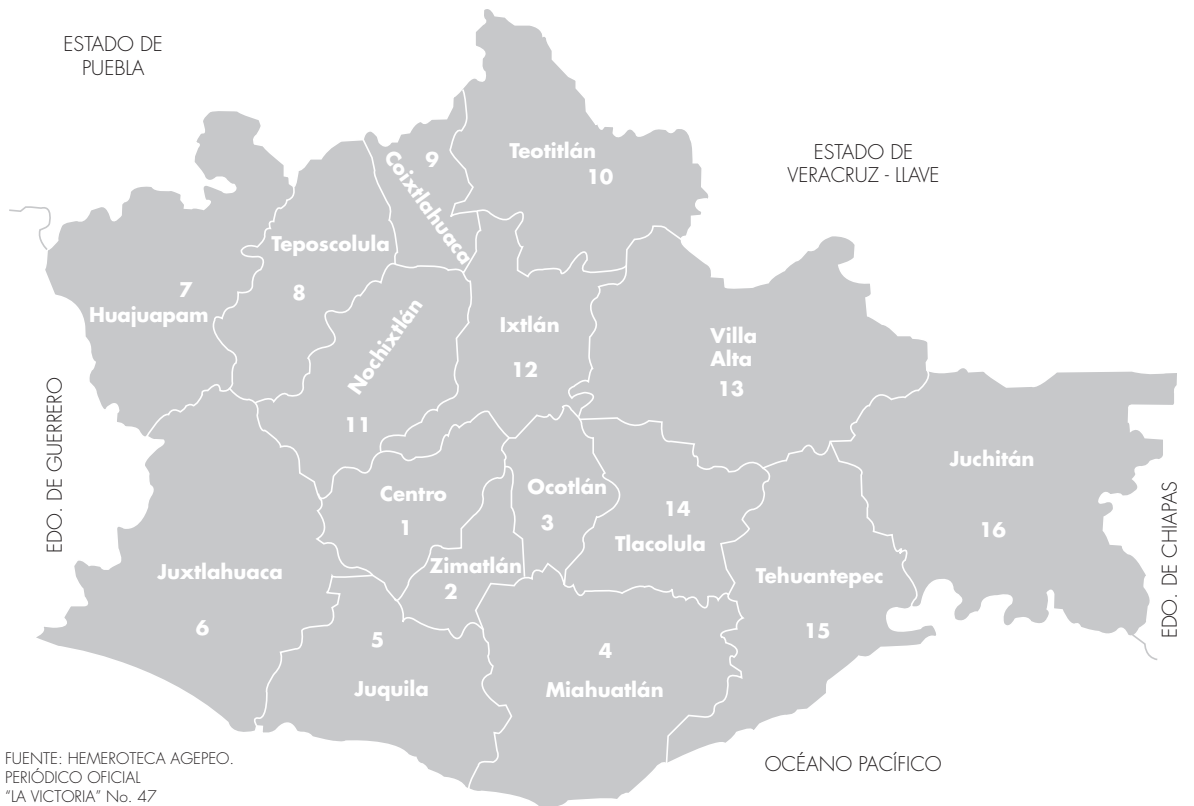 ESTADO DE
PUEBLA
ESTADO DE
VERACRUZ - LLAVE
9
Coixtlahuaca
Teotitlán
10
Teposcolula
8
7
Huajuapam
Nochixtlán
11
Ixtlán
12
Villa
Alta
13
EDO. DE GUERRERO
Centro
1
Ocotlán
3
14
Tlacolula
Juchitán
16
EDO. DE CHIAPAS
Zimatlán
2
Juxtlahuaca
6
Tehuantepec
15
5
Juquila
4
Miahuatlán
OCÉANO PACÍFICO
FUENTE: HEMEROTECA AGEPEO.
PERIÓDICO OFICIAL
"LA VICTORIA" No. 47